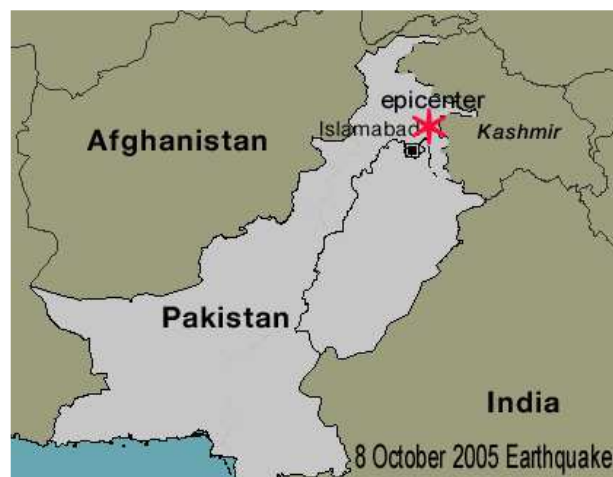 epicenter
Islamabad
Kashmir
Afghanistan
Pakistan
India
8 October 2005 Earthquake